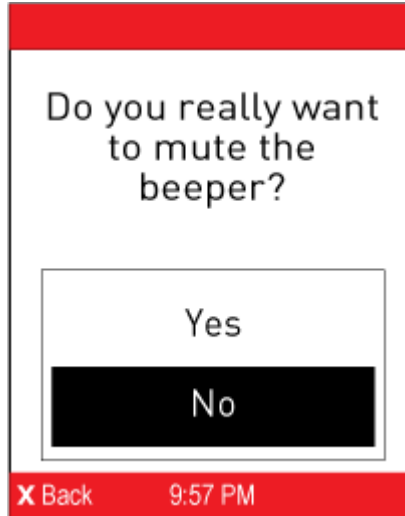 Do you really want
to mute the
beeper?
Yes
No
X Back 9:57 PM